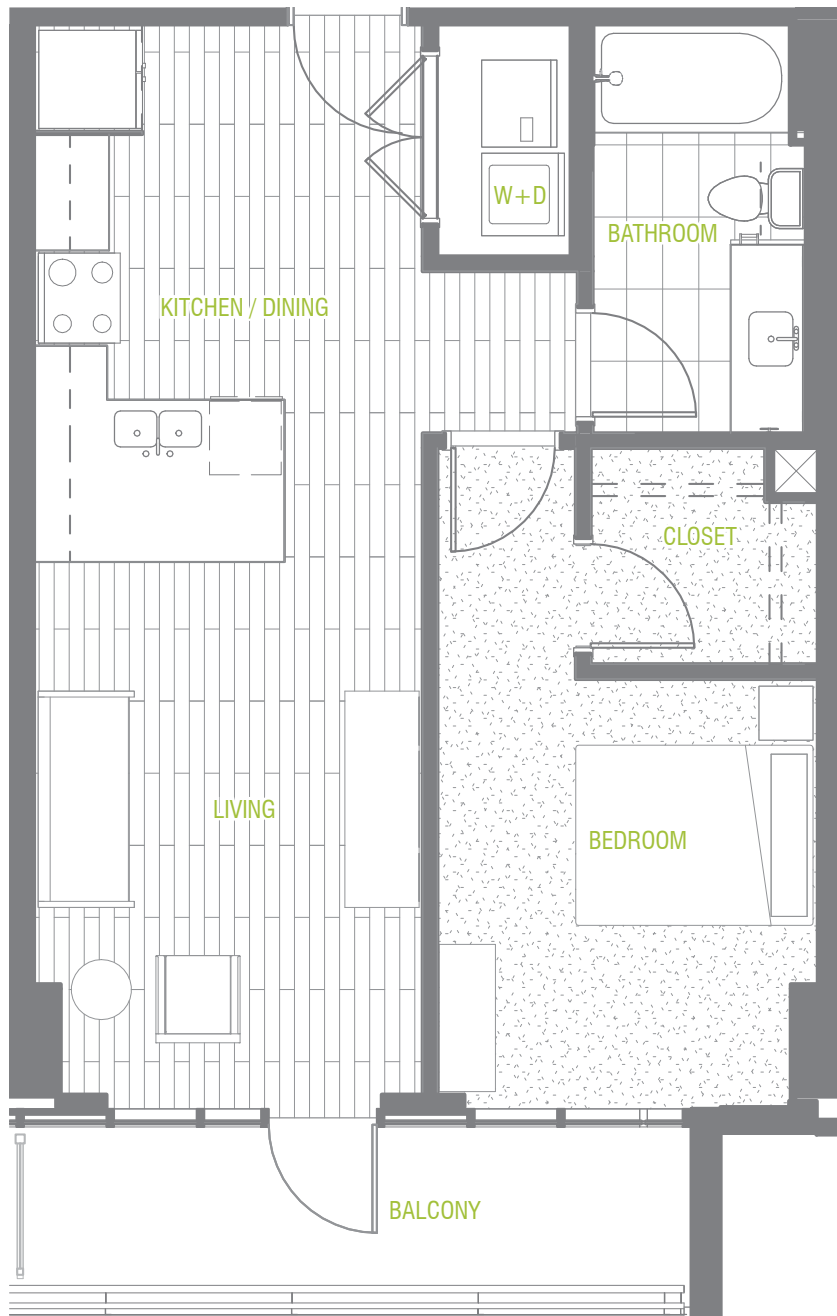 W+D
BATHROOM
KITCHEN / DINING
CLOSET
LIVING
BEDROOM
BALCONY